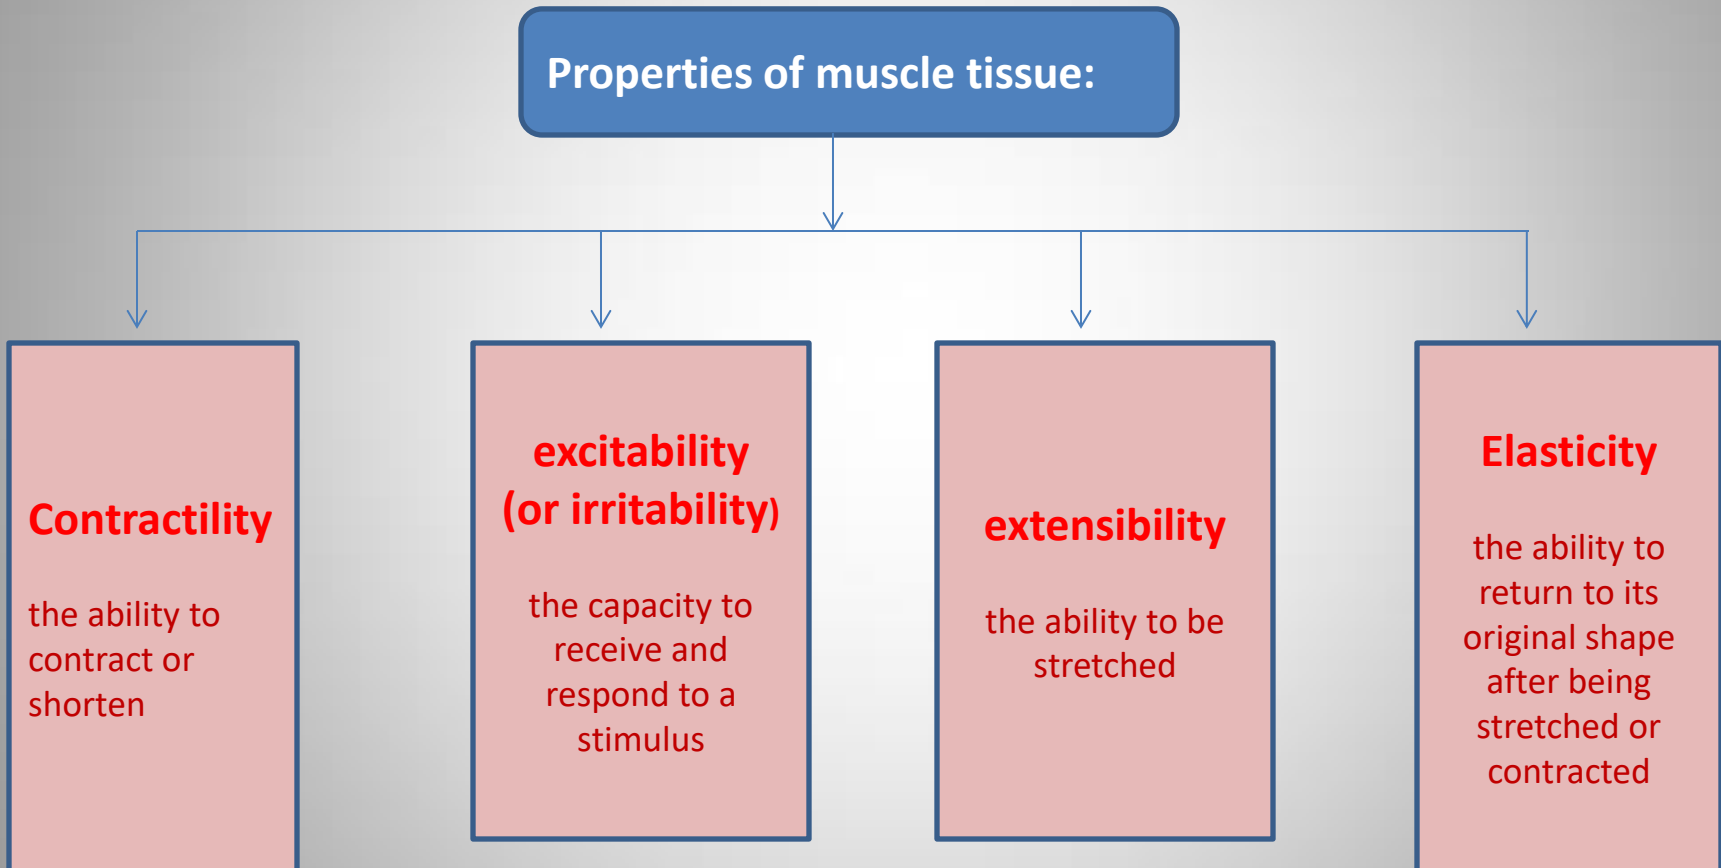 Properties of muscle tissue:
Contractility
the ability to
contract or
shorten
excitability
(or irritability)
the capacity to
receive and
respond to a
stimulus
extensibility
the ability to be
stretched
Elasticity
the ability to
return to its
original shape
after being
stretched or
contracted